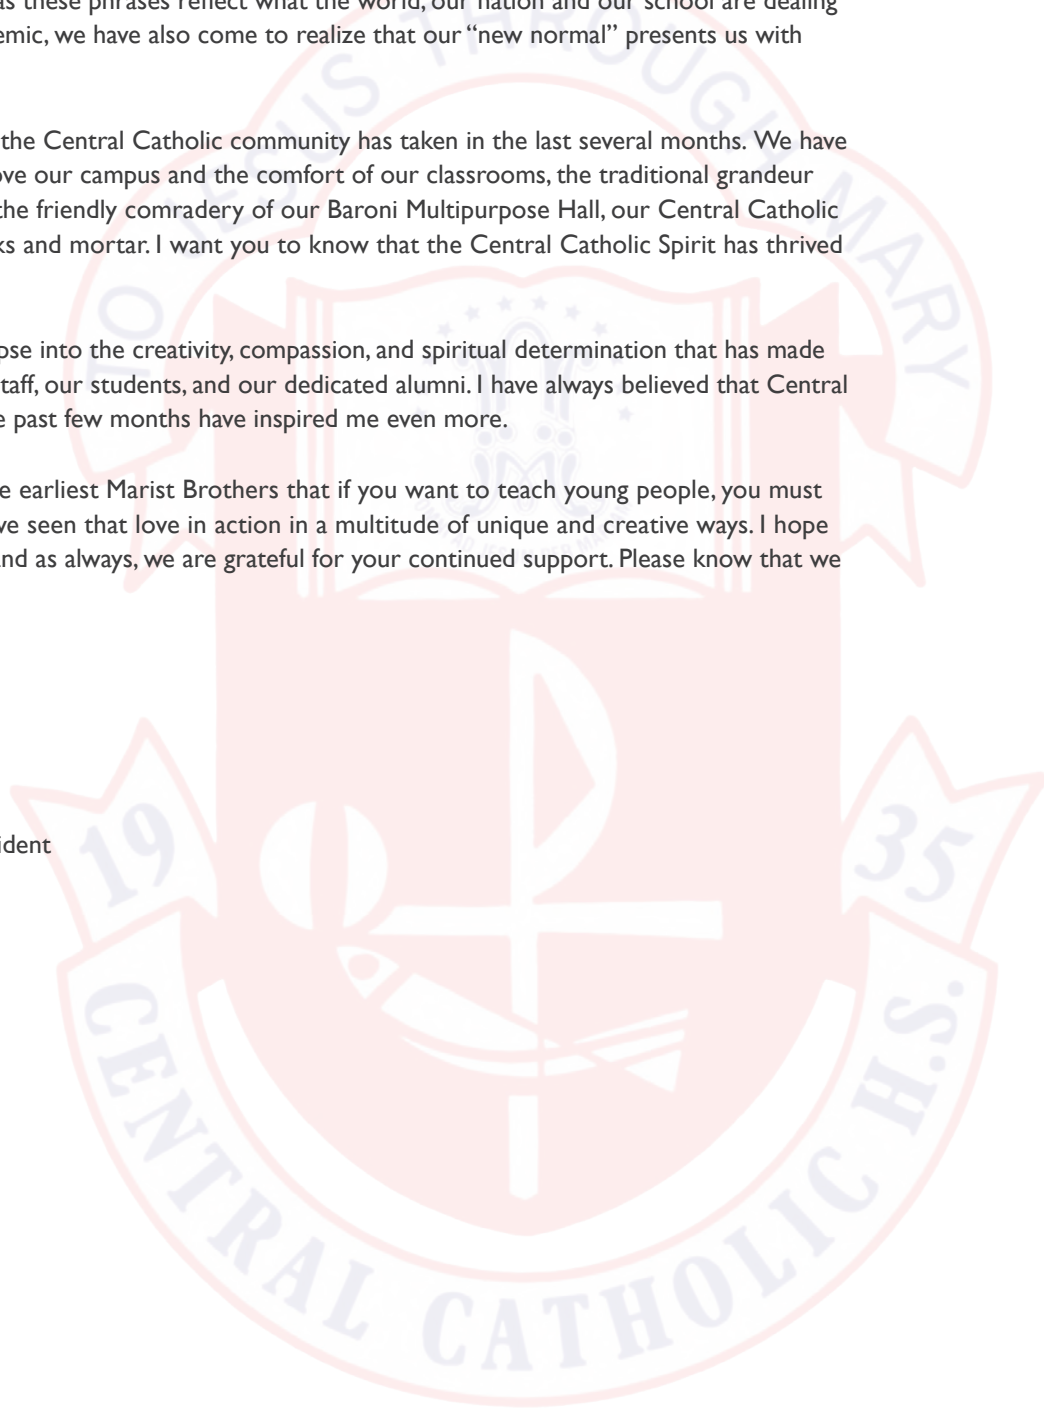 TO JESUS THROUGH MARY
as these phrases reflect what the world, our nation and our school are dealing
emic, we have also come to realize that our “new normal” presents us with
the Central Catholic community has taken in the last several months. We have
ove our campus and the comfort of our classrooms, the traditional grandeur
the friendly comradery of our Baroni Multipurpose Hall, our Central Catholic
ks and mortar. I want you to know that the Central Catholic Spirit has thrived
pse into the creativity, compassion, and spiritual determination that has made
staff, our students, and our dedicated alumni. I have always believed that Central
e past few months have inspired me even more.
e earliest Marist Brothers that if you want to teach young people, you must
ve seen that love in action in a multitude of unique and creative ways. I hope
and as always, we are grateful for your continued support. Please know that we
ident
19 35
CENTRAL CATHOLIC H.S.